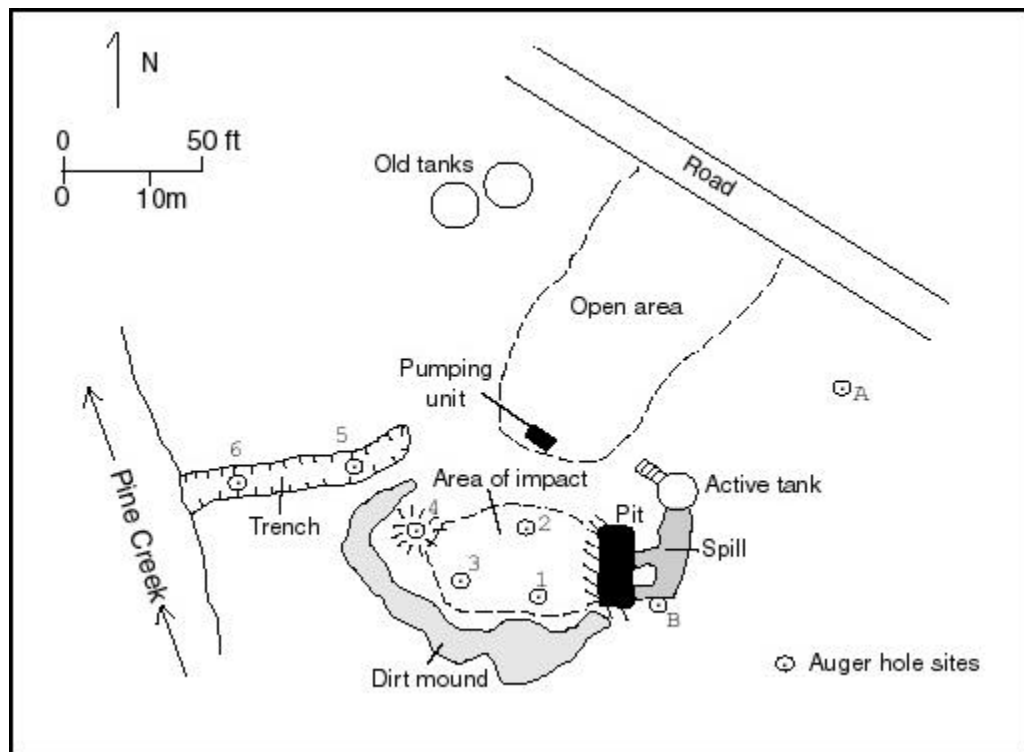 N
0 50 ft
0 10m
Old tanks
Road
Open area
Pumping
unit
A
6 5
Pine Creek
Trench
Area of impact
Active tank
4
2
Pit
Spill
3
1
B
Dirt mound
Auger hole sites